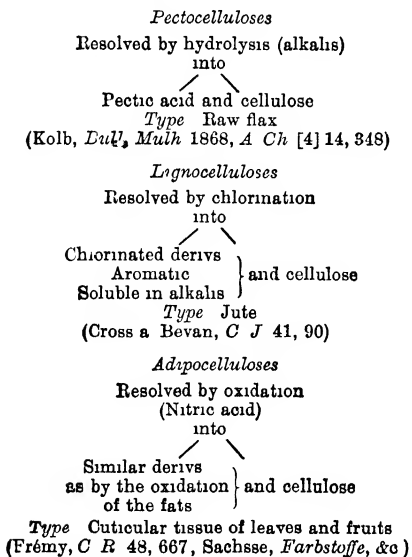 Pectocelluloses
Resolved by hydrolysis (alkalis)
into
Pectic acid and cellulose
Type Raw flax
(Kolb, Bull, Mulh 1868, A Ch [4] 14, 348)
Lignocelluloses
Resolved by chlorination
into
Chlorinated derivs
Aromatic } and cellulose
Soluble in alkalis
Type Jute
(Cross a Bevan, C J 41, 90)
Adipocelluloses
Resolved by oxidation
(Nitric acid)
into
Similar derivs
as by the oxidation } and cellulose
of the fats
Type Cuticular tissue of leaves and fruits
(Frémy, C R 48, 667, Sachsse, Farbstoffe, &c)